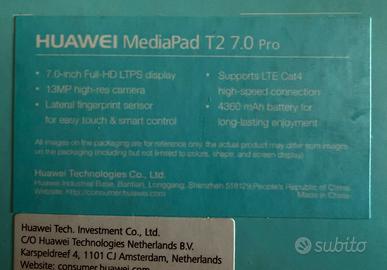 HUAWEI MediaPad T2 7.0 Pro
• 7.0-inch Full-HD LTPS display
• 13MP high-res camera
• Lateral fingerprint sensor
for easy touch & smart control
• Supports LTE Cat4
high-speed connection
• 4360 mAh battery for
long-lasting enjoyment
All images on the packaging are for reference only, the actual product may differ from images
on the packaging (including but not limited to colors, shape, and screen display)
Huawei Technologies Co., Ltd.
Huawei Industrial Base, Bantian, Longgang, Shenzhen 518129,People's Republic of China
Website: http://consumer.huawei.com
Made in China
Huawei Tech. Investment Co., Ltd.
C/O Huawei Technologies Netherlands B.V.
Karspeldreef 4, 1101 CJ Amsterdam, Netherlands
Website: consumer.huawei.com
subito